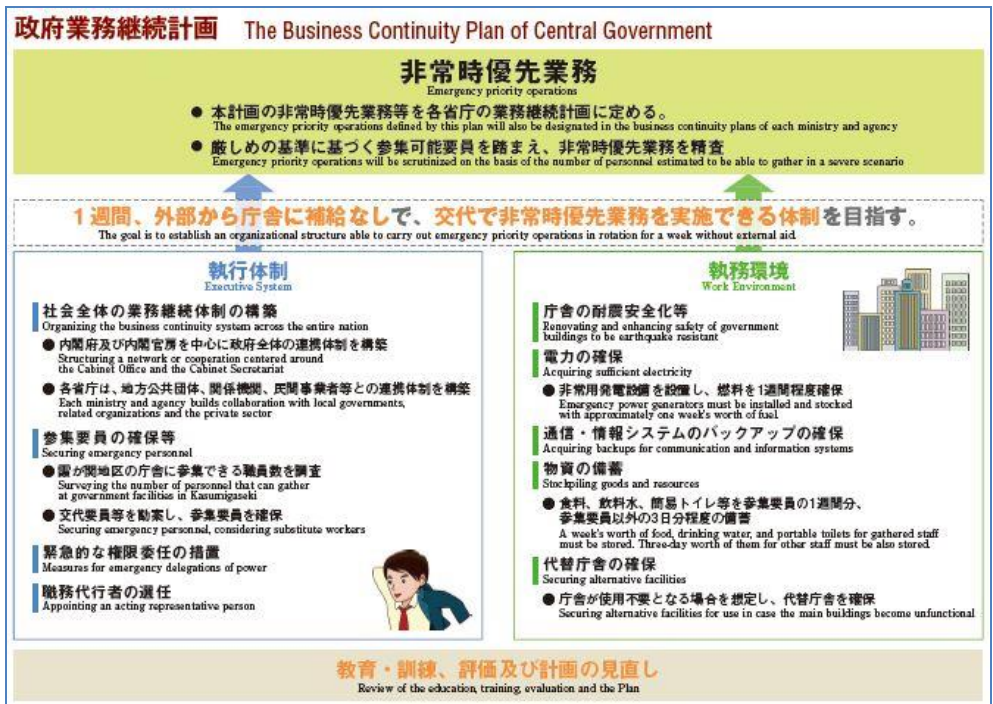 政府業務継続計画 The Business Continuity Plan of Central Government
非常時優先業務
Emergency priority operations
● 本計画の非常時優先業務等を各省庁の業務継続計画に定める。
The emergency priority operations defined by this plan will also be designated in the business continuity plans of each ministry and agency
● 厳しめの基準に基づく参集可能要員を踏まえ、非常時優先業務を精査
Emergency priority operations will be scrutinized on the basis of the number of personnel estimated to be able to gather in a severe scenario
1週間、外部から庁舎に補給なしで、交代で非常時優先業務を実施できる体制を目指す。
The goal is to establish an organizational structure able to carry out emergency priority operations in rotation for a week without external aid
執行体制
Executive System
社会全体の業務継続体制の構築
Organizing the business continuity system across the entire nation
● 内閣府及び内閣官房を中心に政府全体の連携体制を構築
Structuring a network or cooperation centered around
the Cabinet Office and the Cabinet Secretariat
● 各省庁は、地方公共団体、関係機関、民間事業者等との連携体制を構築
Each ministry and agency builds collaboration with local governments,
related organizations and the private sector
参集要員の確保等
Securing emergency personnel
● 霞が関地区の庁舎に参集できる職員数を調査
Surveying the number of personnel that can gather
at government facilities in Kasumigaseki
● 交代要員等を勘案し、参集要員を確保
Securing emergency personnel, considering substitute workers
緊急的な権限委任の措置
Measures for emergency delegations of power
職務代行者の選任
Appointing an acting representative person
執務環境
Work Environment
庁舎の耐震安全化等
Renovating and enhancing safety of government
buildings to be earthquake resistant
電力の確保
Acquiring sufficient electricity
● 非常用発電設備を設置し、燃料を1週間程度確保
Emergency power generators must be installed and stocked
with approximately one week's worth of fuel
通信・情報システムのバックアップの確保
Acquiring backups for communication and information systems
物資の備蓄
Stockpiling goods and resources
● 食料、飲料水、簡易トイレ等を参集要員の1週間分、
参集要員以外の3日分程度の備蓄
A week's worth of food, drinking water, and portable toilets for gathered staff
must be stored. Three-day worth of them for other staff must be also stored
代替庁舎の確保
Securing alternative facilities
● 庁舎が使用不要となる場合を想定し、代替庁舎を確保
Securing alternative facilities for use in case the main buildings become unfunctional
教育・訓練、評価及び計画の見直し
Review of the education, training, evaluation and the Plan